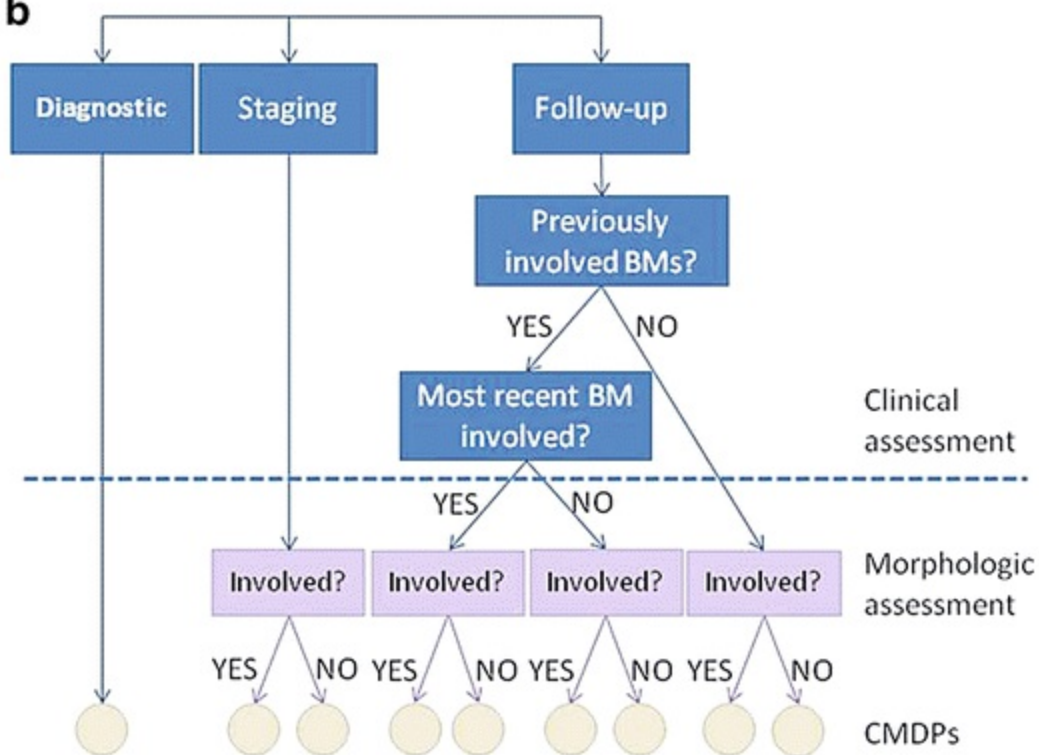 b
Diagnostic
Staging
Follow-up
Previously
involved BMs?
YES
NO
Most recent BM
involved?
Clinical
assessment
YES
NO
Involved?
Involved?
Involved?
Involved?
Morphologic
assessment
YES
NO
YES
NO
YES
NO
YES
NO
CMDPs